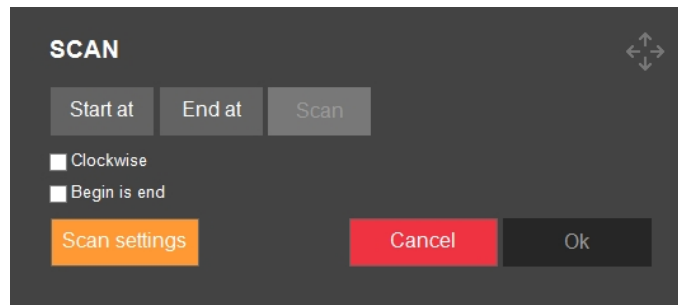 SCAN
Start at End at Scan
Clockwise
Begin is end
Scan settings Cancel Ok